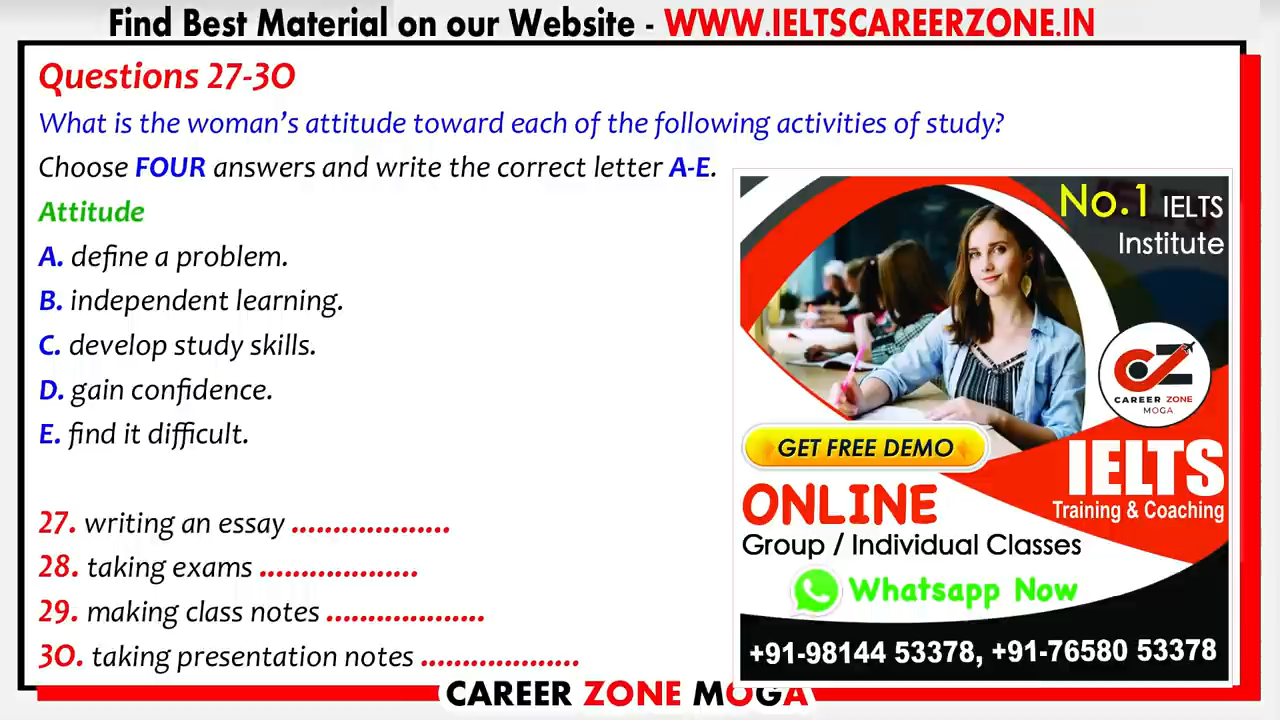 Find Best Material on our Website - WWW.IELTSCAREERZONE.IN
Questions 27-30
What is the woman's attitude toward each of the following activities of study?
Choose FOUR answers and write the correct letter A-E.
Attitude
A. define a problem.
B. independent learning.
C. develop study skills.
D. gain confidence.
E. find it difficult.
27. writing an essay ...................
28. taking exams ...................
29. making class notes ...................
30. taking presentation notes ...................
No.1 IELTS
Institute
CAREER ZONE
MOGA
GET FREE DEMO
IELTS
Training & Coaching
ONLINE
Group / Individual Classes
Whatsapp Now
+91-98144 53378, +91-76580 53378
CAREER ZONE MOGA